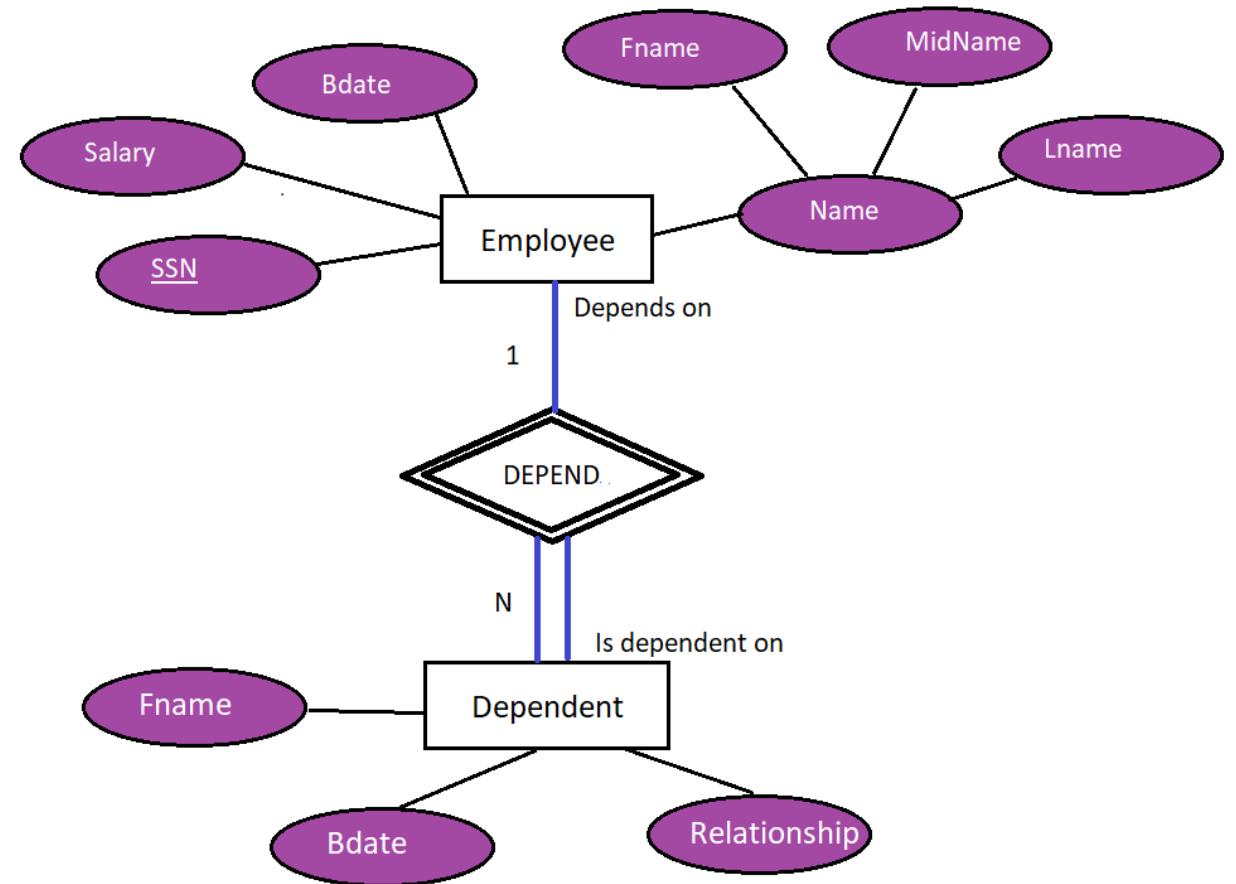 Fname
MidName
Bdate
Salary
Lname
Name
Employee
SSN
Depends on
1
DEPEND
N
Is dependent on
Fname
Dependent
Bdate
Relationship